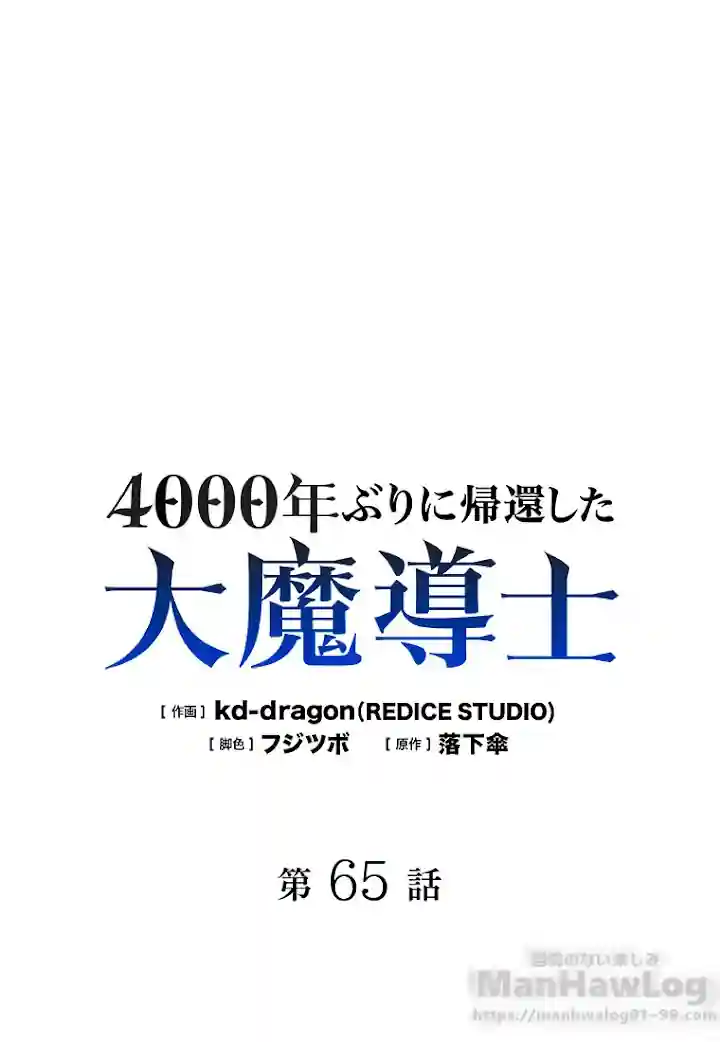 4000年ぶりに帰還した
大魔導士
[作画] kd-dragon(REDICE STUDIO)
[脚色] フジツボ [原作] 落下傘
第 65 話
ManHawLog
https://manhwalog01-99.com